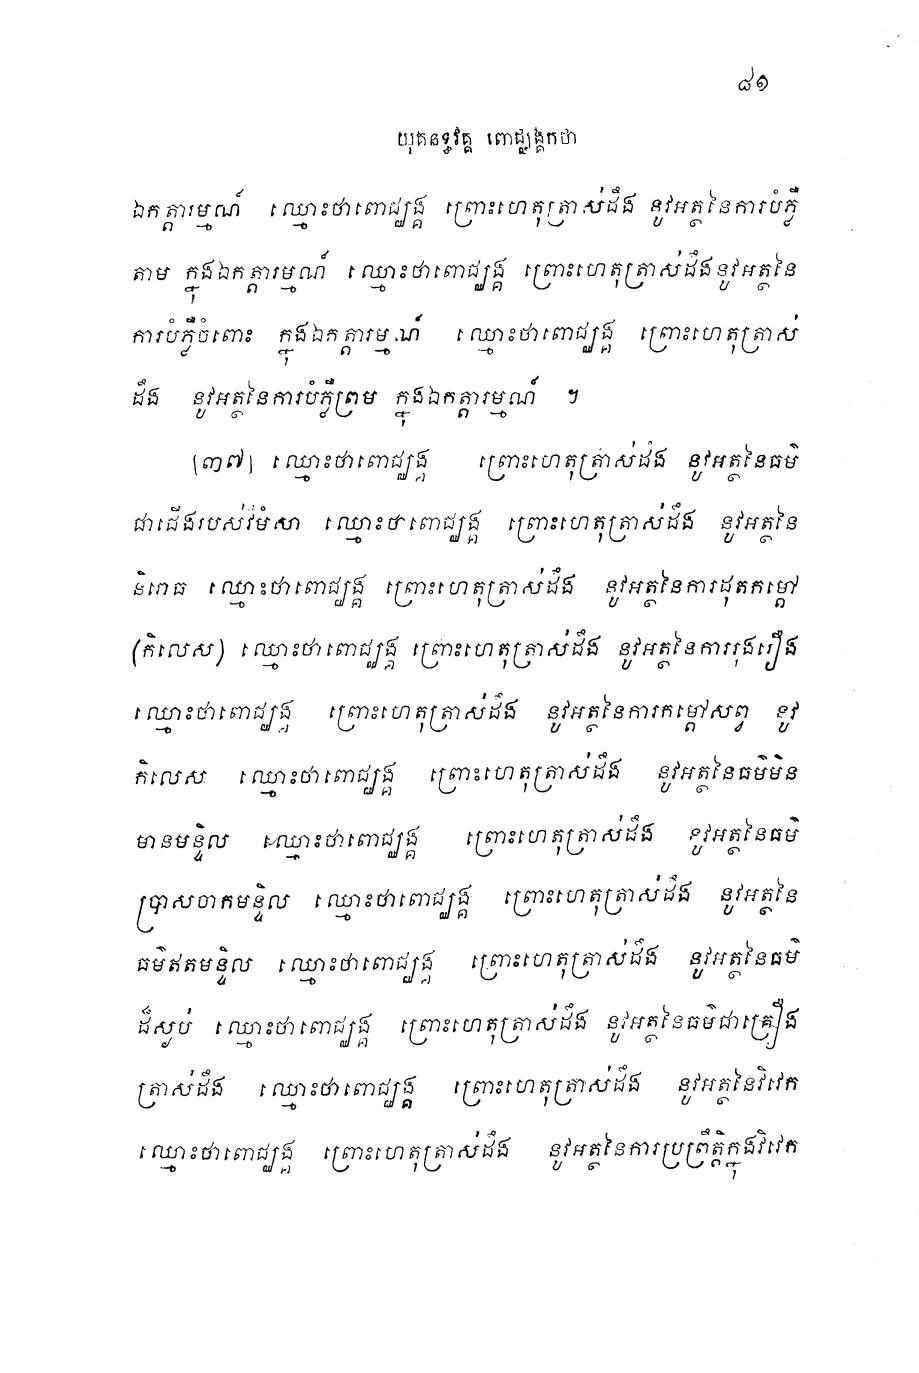 ៨១
យុគនទ្ធវគ្គ ពោជ្ឈង្គកថា
ឯកត្តារម្មណ៍ ឈ្មោះថាពោជ្ឈង្គ ព្រោះហេតុត្រាស់ដឹង នូវអត្ថនៃការបំភ្លឺ
តាម ក្នុងឯកត្តារម្មណ៍ ឈ្មោះថាពោជ្ឈង្គ ព្រោះហេតុត្រាស់ដឹងនូវអត្ថនៃ
ការបំភ្លឺចំពោះ ក្នុងឯកត្តារម្មណ៍ ឈ្មោះថាពោជ្ឈង្គ ព្រោះហេតុត្រាស់
ដឹង នូវអត្ថនៃការបំភ្លឺព្រម ក្នុងឯកត្តារម្មណ៍ ។
(៣៧) ឈ្មោះថាពោជ្ឈង្គ ព្រោះហេតុត្រាស់ដឹង នូវអត្ថនៃធម៌
ជាជើងរបស់វីមំសា ឈ្មោះថាពោជ្ឈង្គ ព្រោះហេតុត្រាស់ដឹង នូវអត្ថនៃ
និរោធ ឈ្មោះថាពោជ្ឈង្គ ព្រោះហេតុត្រាស់ដឹង នូវអត្ថនៃការដុតកម្តៅ
(កិលេស) ឈ្មោះថាពោជ្ឈង្គ ព្រោះហេតុត្រាស់ដឹង នូវអត្ថនៃការរុងរឿង
ឈ្មោះថាពោជ្ឈង្គ ព្រោះហេតុត្រាស់ដឹង នូវអត្ថនៃការកម្តៅសព្វ នូវ
កិលេស ឈ្មោះថាពោជ្ឈង្គ ព្រោះហេតុត្រាស់ដឹង នូវអត្ថនៃធម៌មិន
មានមន្ទិល ឈ្មោះថាពោជ្ឈង្គ ព្រោះហេតុត្រាស់ដឹង នូវអត្ថនៃធម៌
ប្រាសចាកមន្ទិល ឈ្មោះថាពោជ្ឈង្គ ព្រោះហេតុត្រាស់ដឹង នូវអត្ថនៃ
ធម៌ឥតមន្ទិល ឈ្មោះថាពោជ្ឈង្គ ព្រោះហេតុត្រាស់ដឹង នូវអត្ថនៃធម៌
ដ៏ស្ងប់ ឈ្មោះថាពោជ្ឈង្គ ព្រោះហេតុត្រាស់ដឹង នូវអត្ថនៃធម៌ជាគ្រឿង
ត្រាស់ដឹង ឈ្មោះថាពោជ្ឈង្គ ព្រោះហេតុត្រាស់ដឹង នូវអត្ថនៃវិវេក
ឈ្មោះថាពោជ្ឈង្គ ព្រោះហេតុត្រាស់ដឹង នូវអត្ថនៃការប្រព្រឹត្តិក្នុងវិវេក